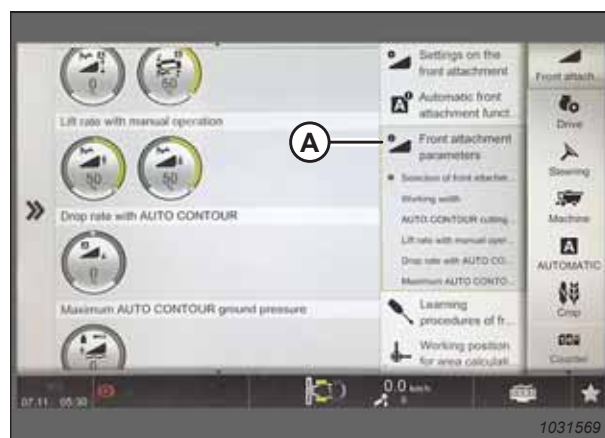 0
50
Lift rate with manual operation
50
50
Drop rate with AUTO CONTOUR
0
Maximum AUTO CONTOUR ground pressure
0
Settings on the
front attachment
Automatic front
attachment funct...
A
Front attachment
parameters
Selection of front attachm...
Working width
AUTO CONTOUR cutting...
Lift rate with manual oper...
Drop rate with AUTO CO...
Maximum AUTO CONTO...
Learning
procedures of fr...
Working position
for area calculati...
Front attach...
Drive
Steering
Machine
AUTOMATIC
Crop
Counter
07.11 05:30
0.0 km/h
1031569